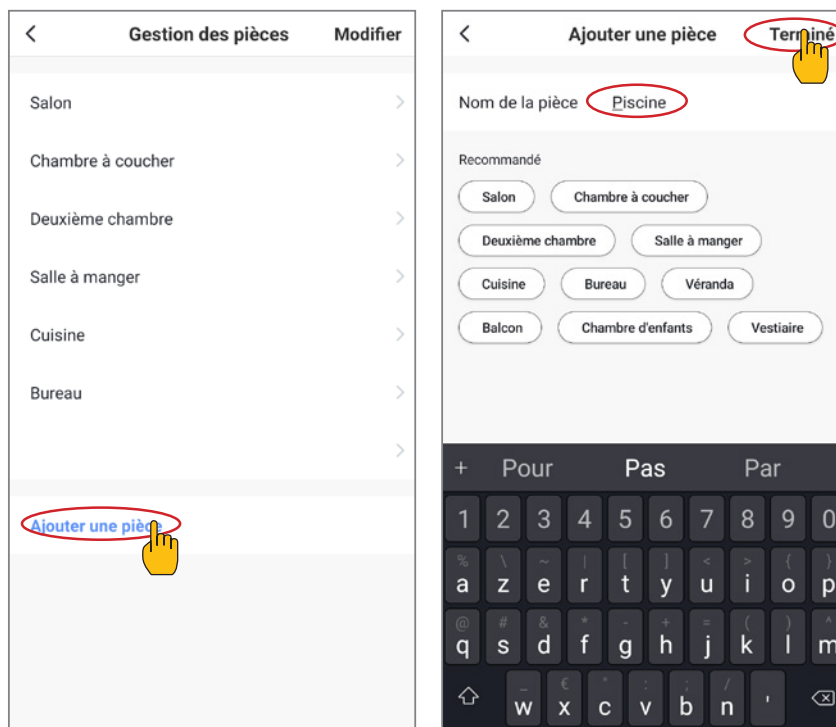 Gestion des pièces Modifier
Salon
Chambre à coucher
Deuxième chambre
Salle à manger
Cuisine
Bureau
Ajouter une pièce
Ajouter une pièce Terminé
Nom de la pièce Piscine
Recommandé
Salon Chambre à coucher
Deuxième chambre Salle à manger
Cuisine Bureau Véranda
Balcon Chambre d'enfants Vestiaire
+ Pour Pas Par
1 2 3 4 5 6 7 8 9 0
% \ ~ | [ ] < > { }
a z e r t y u i o p
@ # & * - + = ( ) ^
q s d f g h j k l m
_ € " : ; /
w x c v b n '